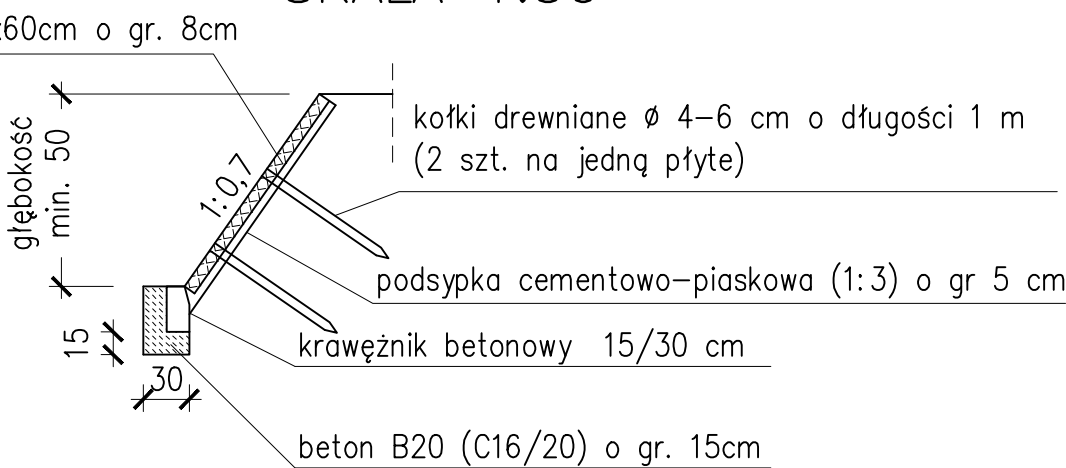 60cm o gr. 8cm
głębokość
min. 50
1:0,7
kołki drewniane ø 4-6 cm o długości 1 m
(2 szt. na jedną płyte)
podsypka cementowo-piaskowa (1:3) o gr 5 cm
krawężnik betonowy 15/30 cm
15
30
beton B20 (C16/20) o gr. 15cm